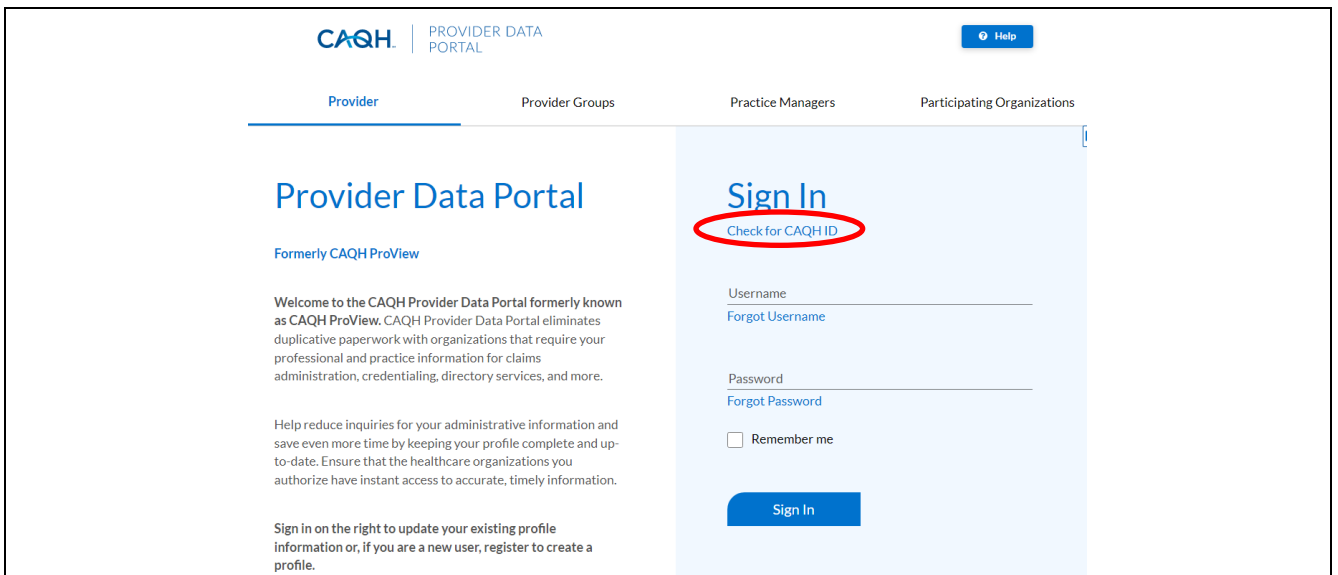 CAQH
PROVIDER DATA
PORTAL
Help
Provider
Provider Groups
Practice Managers
Participating Organizations
Provider Data Portal
Formerly CAQH ProView
Welcome to the CAQH Provider Data Portal formerly known
as CAQH ProView. CAQH Provider Data Portal eliminates
duplicative paperwork with organizations that require your
professional and practice information for claims
administration, credentialing, directory services, and more.
Help reduce inquiries for your administrative information and
save even more time by keeping your profile complete and up-
to-date. Ensure that the healthcare organizations you
authorize have instant access to accurate, timely information.
Sign in on the right to update your existing profile
information or, if you are a new user, register to create a
profile.
Sign In
Check for CAQH ID
Username
Forgot Username
Password
Forgot Password
Remember me
Sign In